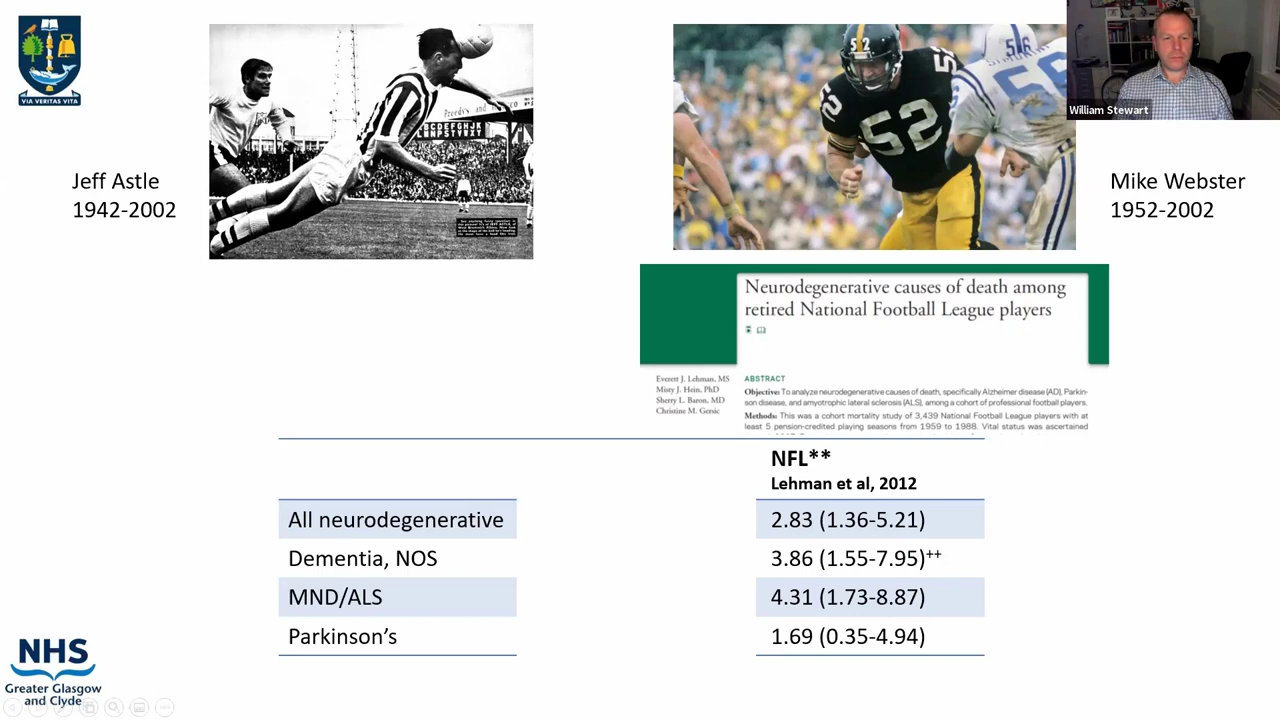 VIA VERITAS VITA
Jeff Astle
1942-2002
52
52
52
56
William Stewart
Mike Webster
1952-2002
Neurodegenerative causes of death among
retired National Football League players
Everett J. Lehman, MS
Misty J. Hein, PhD
Sherry L. Baron, MD
Christine M. Gersic
ABSTRACT
Objective: To analyze neurodegenerative causes of death, specifically Alzheimer disease (AD), Parkin-
son disease, and amyotrophic lateral sclerosis (ALS), among a cohort of professional football players.
Methods: This was a cohort mortality study of 3,439 National Football League players with at
least 5 pension-credited playing seasons from 1959 to 1988. Vital status was ascertained
NFL**
Lehman et al, 2012
All neurodegenerative
2.83 (1.36-5.21)
Dementia, NOS
3.86 (1.55-7.95)++
MND/ALS
4.31 (1.73-8.87)
Parkinson’s
1.69 (0.35-4.94)
NHS
Greater Glasgow
and Clyde